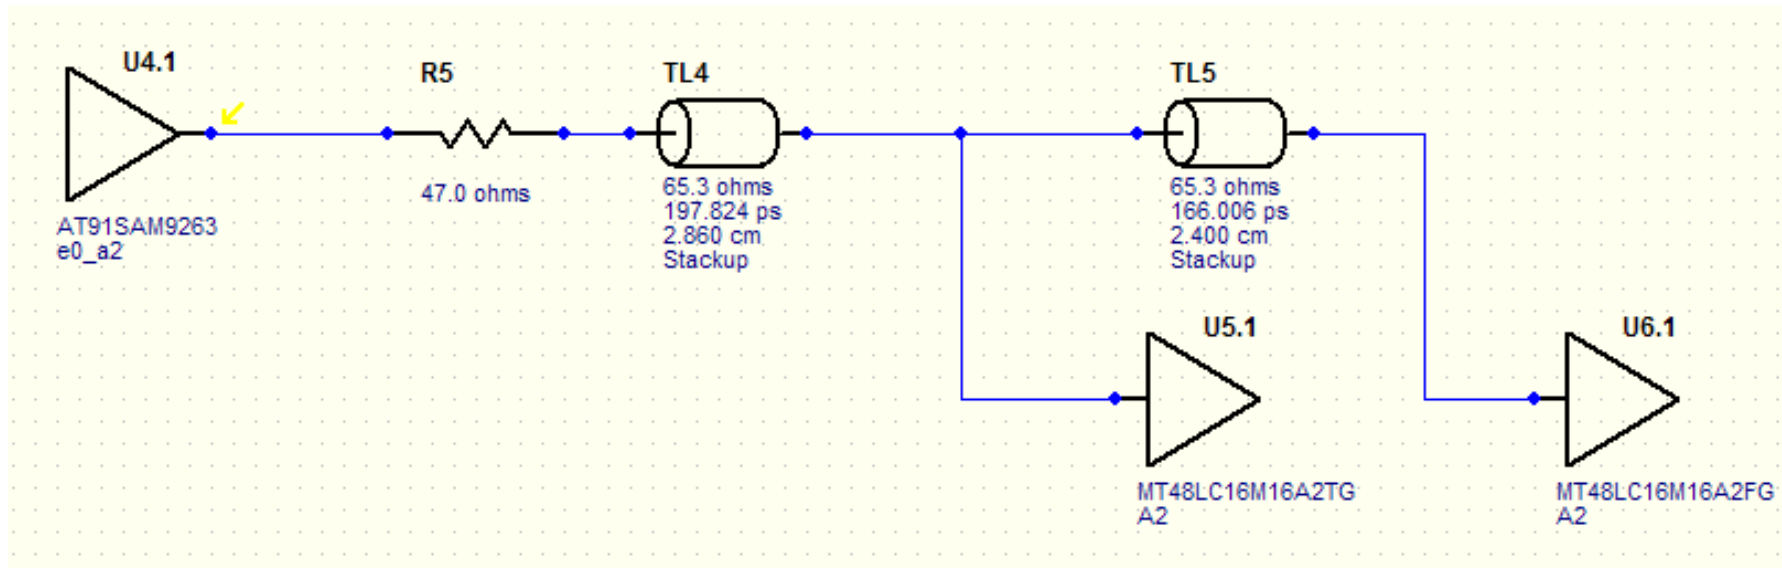 U4.1
AT91SAM9263
e0_a2
R5
47.0 ohms
TL4
65.3 ohms
197.824 ps
2.860 cm
Stackup
TL5
65.3 ohms
166.006 ps
2.400 cm
Stackup
U5.1
MT48LC16M16A2TG
A2
U6.1
MT48LC16M16A2FG
A2